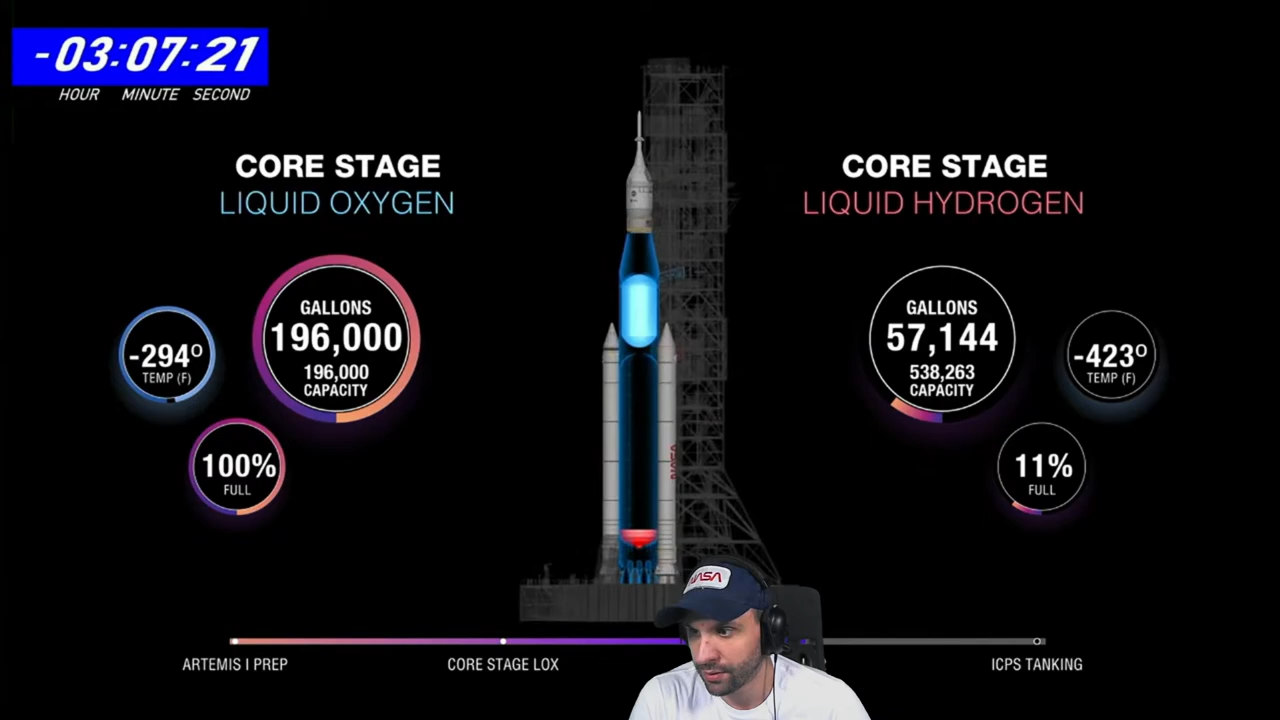 -03:07:21
HOUR MINUTE SECOND
CORE STAGE
LIQUID OXYGEN
GALLONS
196,000
196,000
CAPACITY
-294°
TEMP (F)
100%
FULL
CORE STAGE
LIQUID HYDROGEN
GALLONS
57,144
538,263
CAPACITY
-423°
TEMP (F)
11%
FULL
NASA
ARTEMIS I PREP
CORE STAGE LOX
ICPS TANKING
NASA